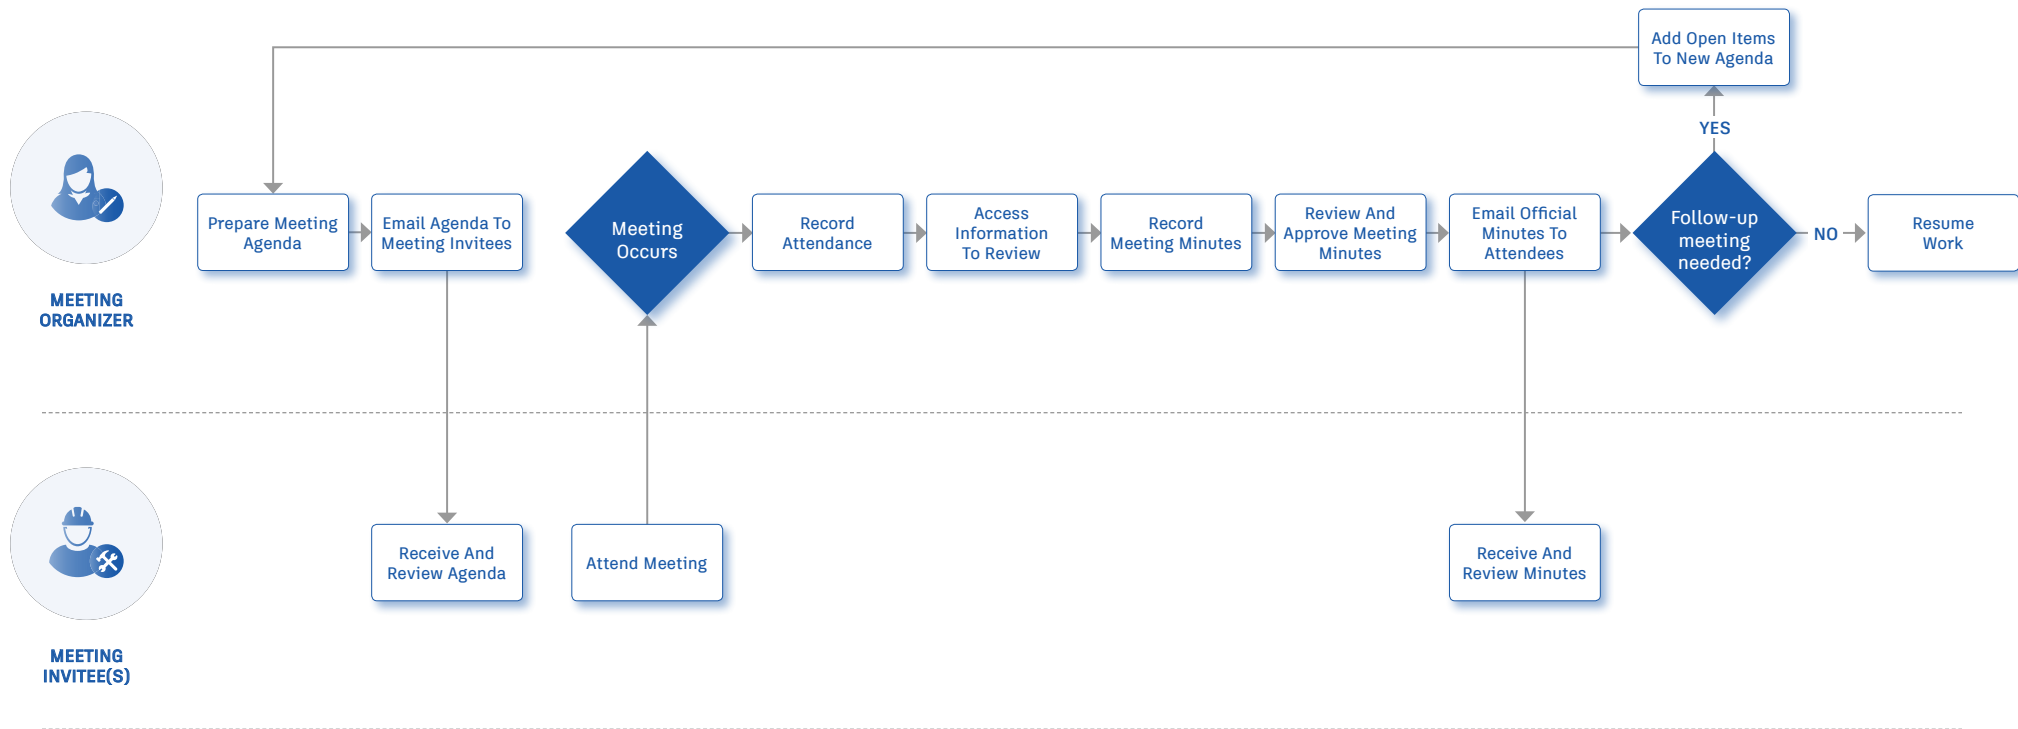 Add Open Items
To New Agenda
YES
Prepare Meeting
Agenda
Email Agenda To
Meeting Invitees
Meeting
Occurs
Record
Attendance
Access
Information
To Review
Record
Meeting Minutes
Review And
Approve Meeting
Minutes
Email Official
Minutes To
Attendees
Follow-up
meeting
needed?
NO
Resume
Work
MEETING
ORGANIZER
Receive And
Review Agenda
Attend Meeting
Receive And
Review Minutes
MEETING
INVITEE(S)